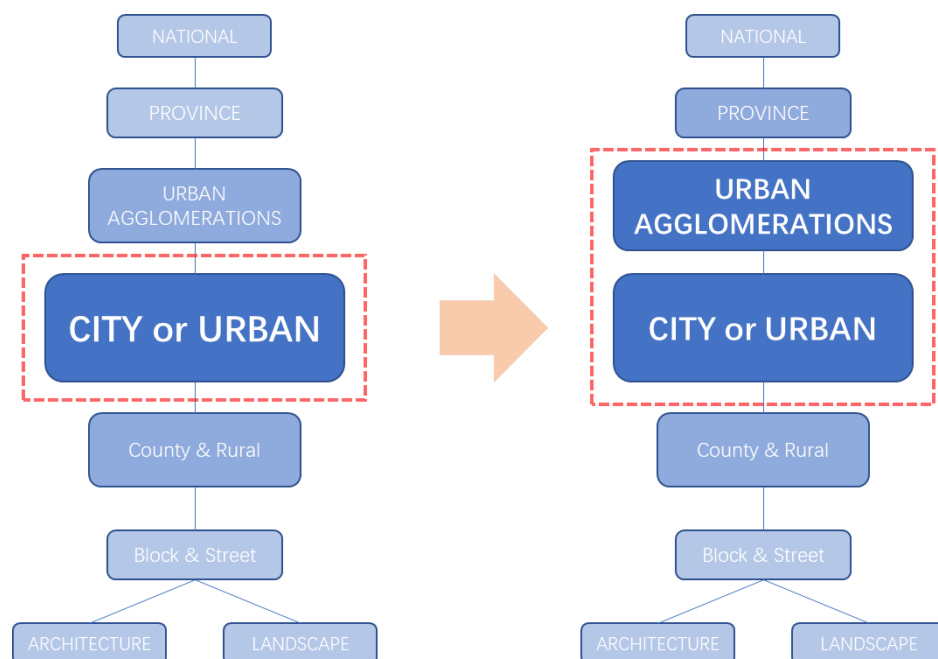 NATIONAL
PROVINCE
URBAN
AGGLOMERATIONS
CITY or URBAN
County & Rural
Block & Street
ARCHITECTURE
LANDSCAPE
NATIONAL
PROVINCE
URBAN
AGGLOMERATIONS
CITY or URBAN
County & Rural
Block & Street
ARCHITECTURE
LANDSCAPE